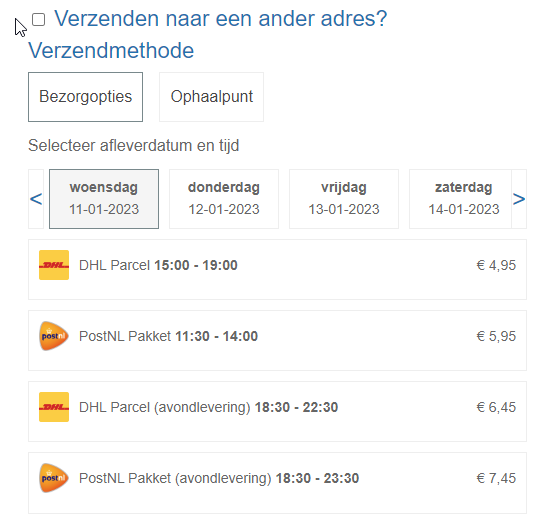 Verzenden naar een ander adres?
Verzendmethode
Bezorgopties Ophaalpunt
Selecteer afleverdatum en tijd
< woensdag donderdag vrijdag zaterdag >
11-01-2023 12-01-2023 13-01-2023 14-01-2023
DHL DHL Parcel 15:00 - 19:00 € 4,95
postnl PostNL Pakket 11:30 - 14:00 € 5,95
DHL DHL Parcel (avondlevering) 18:30 - 22:30 € 6,45
postnl PostNL Pakket (avondlevering) 18:30 - 23:30 € 7,45